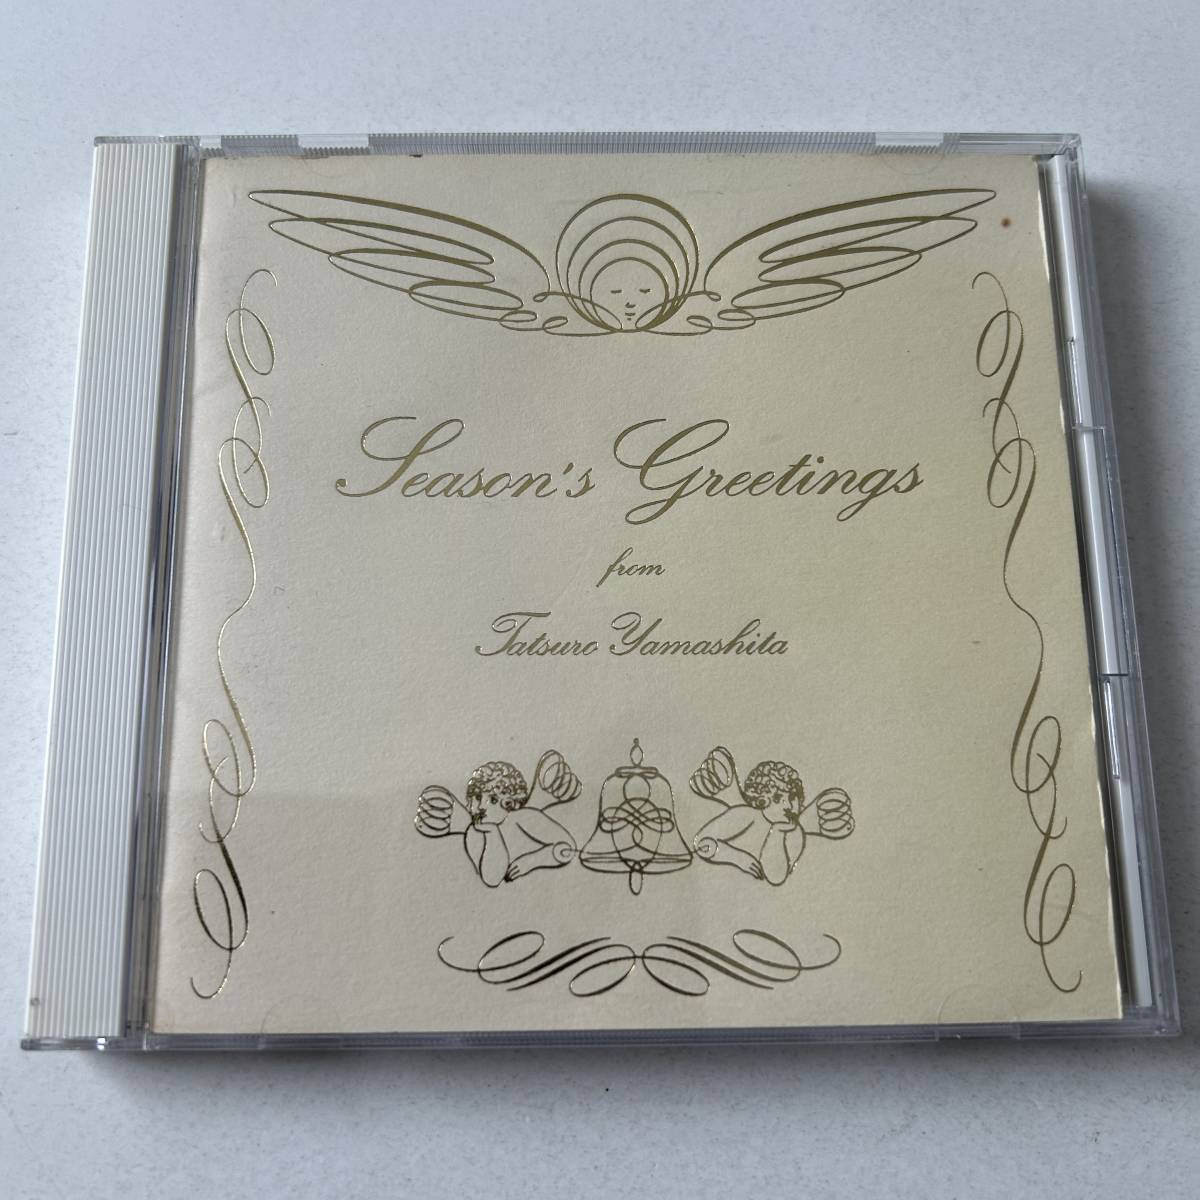 Season's Greetings
from
Tatsuro Yamashita